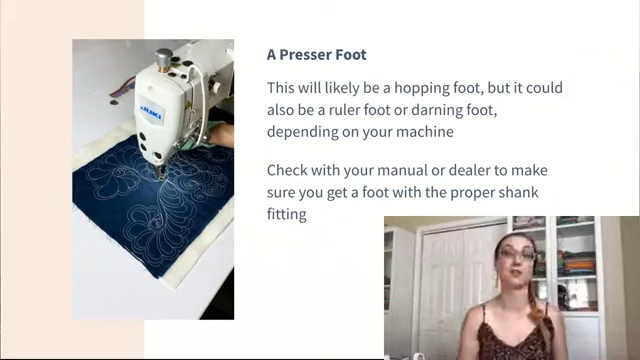 A Presser Foot
This will likely be a hopping foot, but it could
also be a ruler foot or darning foot,
depending on your machine
Check with your manual or dealer to make
sure you get a foot with the proper shank
fitting
JUKI